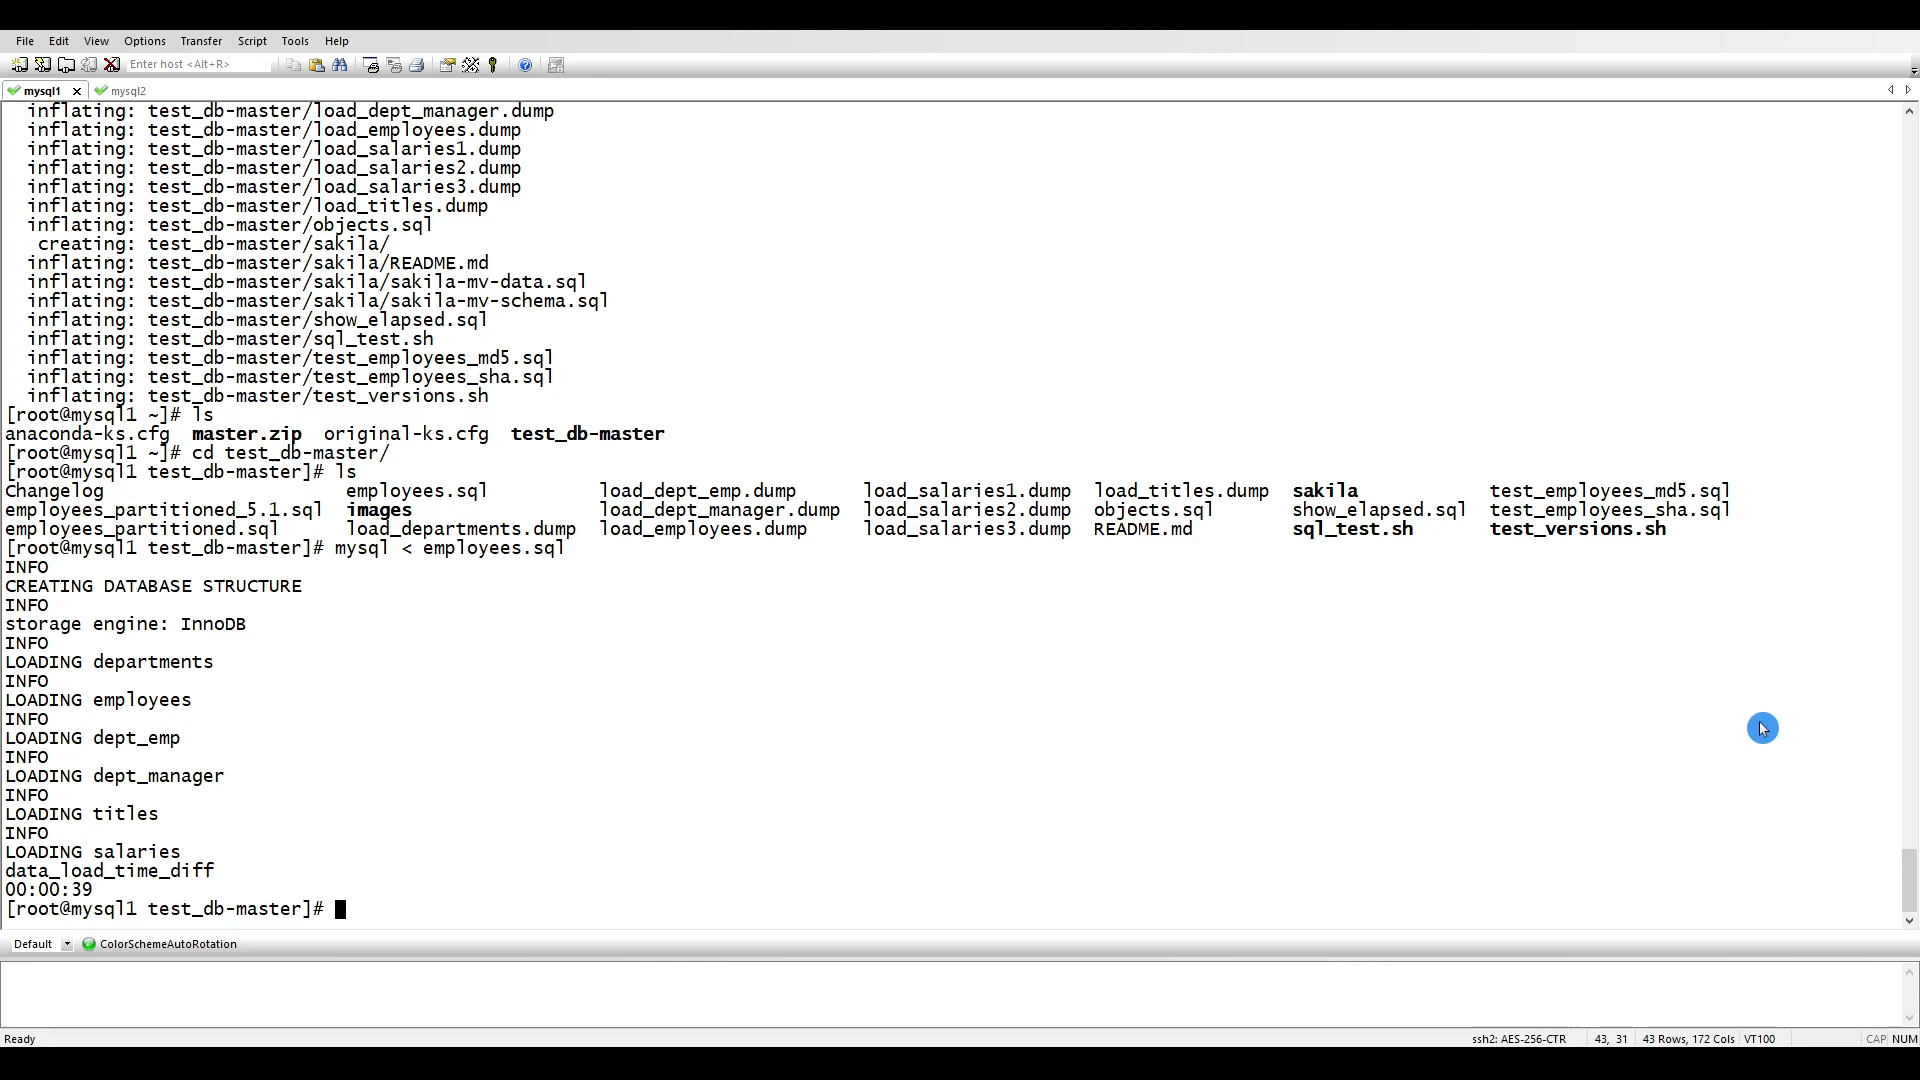 File Edit View Options Transfer Script Tools Help
Enter host <Alt+R>
mysql1 mysql2
inflating: test_db-master/load_dept_manager.dump
inflating: test_db-master/load_employees.dump
inflating: test_db-master/load_salaries1.dump
inflating: test_db-master/load_salaries2.dump
inflating: test_db-master/load_salaries3.dump
inflating: test_db-master/load_titles.dump
inflating: test_db-master/objects.sql
creating: test_db-master/sakila/
inflating: test_db-master/sakila/README.md
inflating: test_db-master/sakila/sakila-mv-data.sql
inflating: test_db-master/sakila/sakila-mv-schema.sql
inflating: test_db-master/show_elapsed.sql
inflating: test_db-master/sql_test.sh
inflating: test_db-master/test_employees_md5.sql
inflating: test_db-master/test_employees_sha.sql
inflating: test_db-master/test_versions.sh
[root@mysql1 ~]# ls
anaconda-ks.cfg master.zip original-ks.cfg test_db-master
[root@mysql1 ~]# cd test_db-master/
[root@mysql1 test_db-master]# ls
Changelog employees.sql load_dept_emp.dump load_salaries1.dump load_titles.dump sakila test_employees_md5.sql
employees_partitioned_5.1.sql images load_dept_manager.dump load_salaries2.dump objects.sql show_elapsed.sql test_employees_sha.sql
employees_partitioned.sql load_departments.dump load_employees.dump load_salaries3.dump README.md sql_test.sh test_versions.sh
[root@mysql1 test_db-master]# mysql < employees.sql
INFO
CREATING DATABASE STRUCTURE
INFO
storage engine: InnoDB
INFO
LOADING departments
INFO
LOADING employees
INFO
LOADING dept_emp
INFO
LOADING dept_manager
INFO
LOADING titles
INFO
LOADING salaries
data_load_time_diff
00:00:39
[root@mysql1 test_db-master]#
Default ColorSchemeAutoRotation
Ready ssh2: AES-256-CTR 43, 31 43 Rows, 172 Cols VT100 CAP NUM